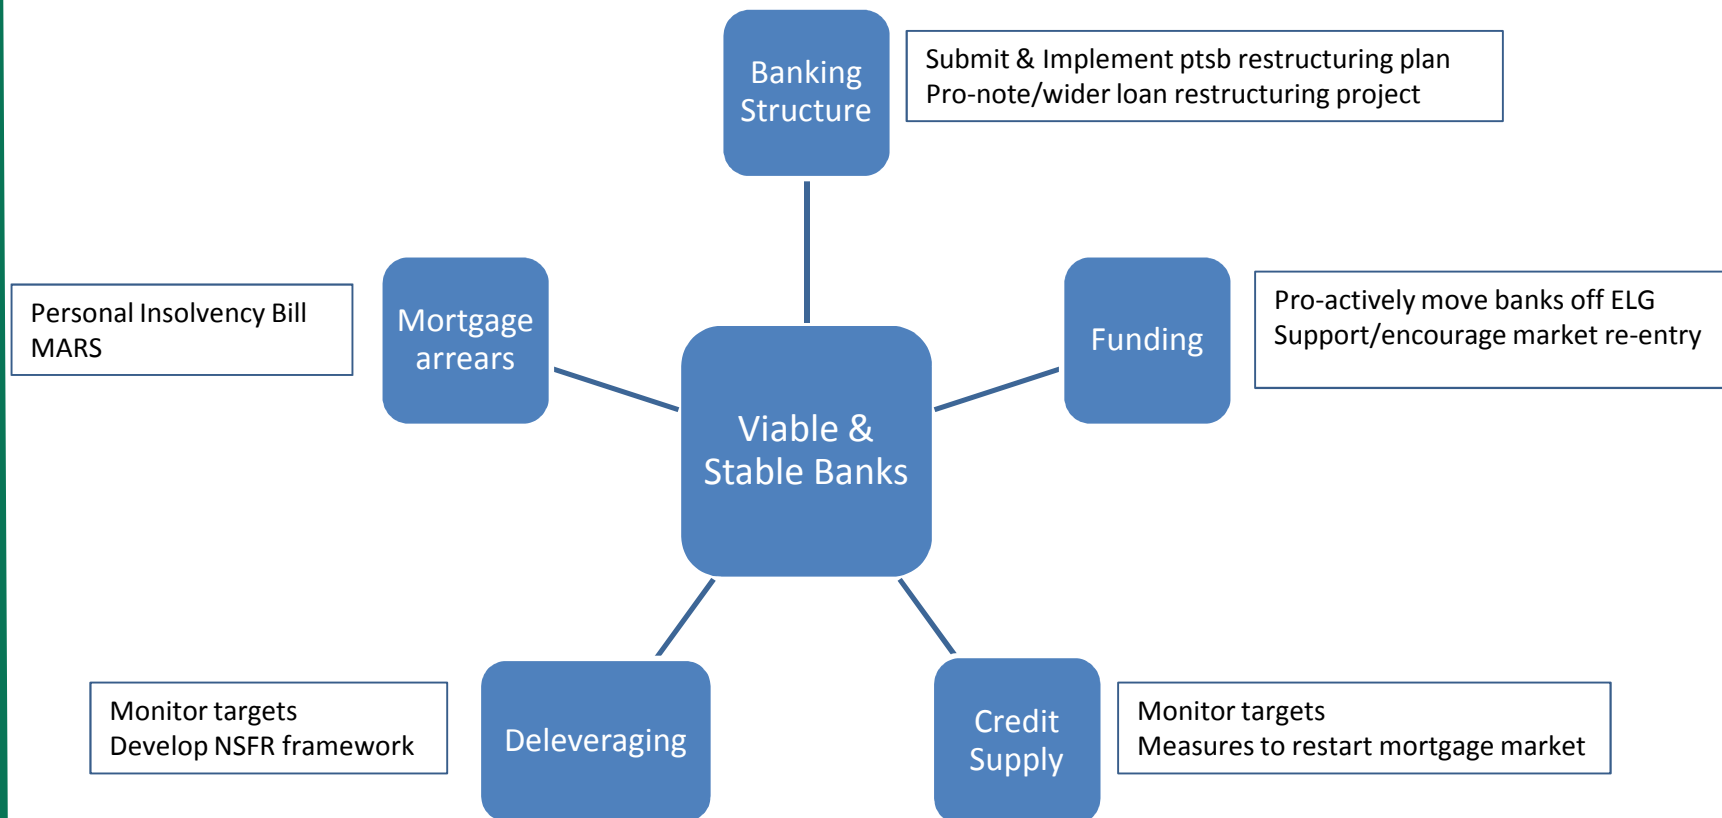 Banking
Structure
Submit & Implement ptsb restructuring plan
Pro-note/wider loan restructuring project
Personal Insolvency Bill
MARS
Mortgage
arrears
Funding
Pro-actively move banks off ELG
Support/encourage market re-entry
Viable &
Stable Banks
Monitor targets
Develop NSFR framework
Deleveraging
Credit
Supply
Monitor targets
Measures to restart mortgage market